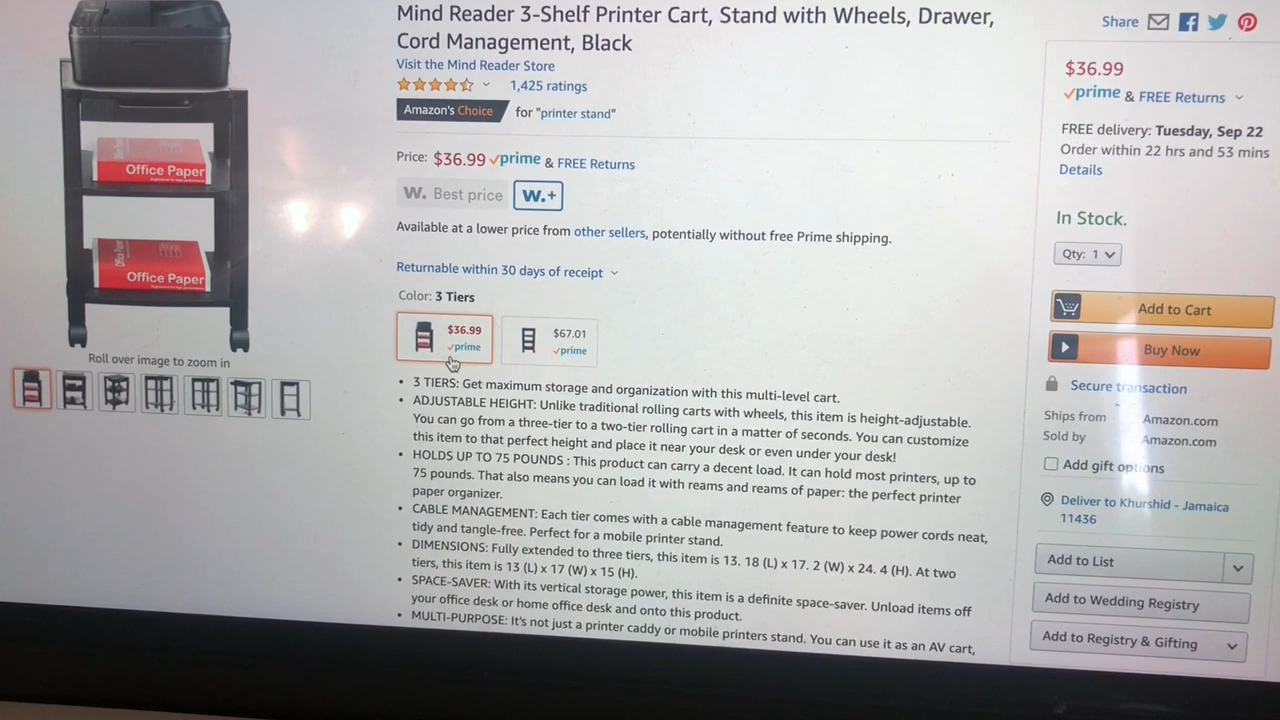 Mind Reader 3-Shelf Printer Cart, Stand with Wheels, Drawer,
Cord Management, Black
Visit the Mind Reader Store
1,425 ratings
Amazon's Choice for "printer stand"
Price: $36.99 prime & FREE Returns
W. Best price W.+
Available at a lower price from other sellers, potentially without free Prime shipping.
Returnable within 30 days of receipt
Color: 3 Tiers
$36.99
prime
$67.01
prime
• 3 TIERS: Get maximum storage and organization with this multi-level cart.
• ADJUSTABLE HEIGHT: Unlike traditional rolling carts with wheels, this item is height-adjustable.
You can go from a three-tier to a two-tier rolling cart in a matter of seconds. You can customize
this item to that perfect height and place it near your desk or even under your desk!
• HOLDS UP TO 75 POUNDS : This product can carry a decent load. It can hold most printers, up to
75 pounds. That also means you can load it with reams and reams of paper: the perfect printer
paper organizer.
• CABLE MANAGEMENT: Each tier comes with a cable management feature to keep power cords neat,
tidy and tangle-free. Perfect for a mobile printer stand.
• DIMENSIONS: Fully extended to three tiers, this item is 13. 18 (L) x 17. 2 (W) x 24. 4 (H). At two
tiers, this item is 13 (L) x 17 (W) x 15 (H).
• SPACE-SAVER: With its vertical storage power, this item is a definite space-saver. Unload items off
your office desk or home office desk and onto this product.
• MULTI-PURPOSE: It's not just a printer caddy or mobile printers stand. You can use it as an AV cart,
Office Paper
Office Paper
Roll over image to zoom in
Share
$36.99
prime & FREE Returns
FREE delivery: Tuesday, Sep 22
Order within 22 hrs and 53 mins
Details
In Stock.
Qty: 1
Add to Cart
Buy Now
Secure transaction
Ships from Amazon.com
Sold by Amazon.com
Add gift options
Deliver to Khurshid - Jamaica
11436
Add to List
Add to Wedding Registry
Add to Registry & Gifting